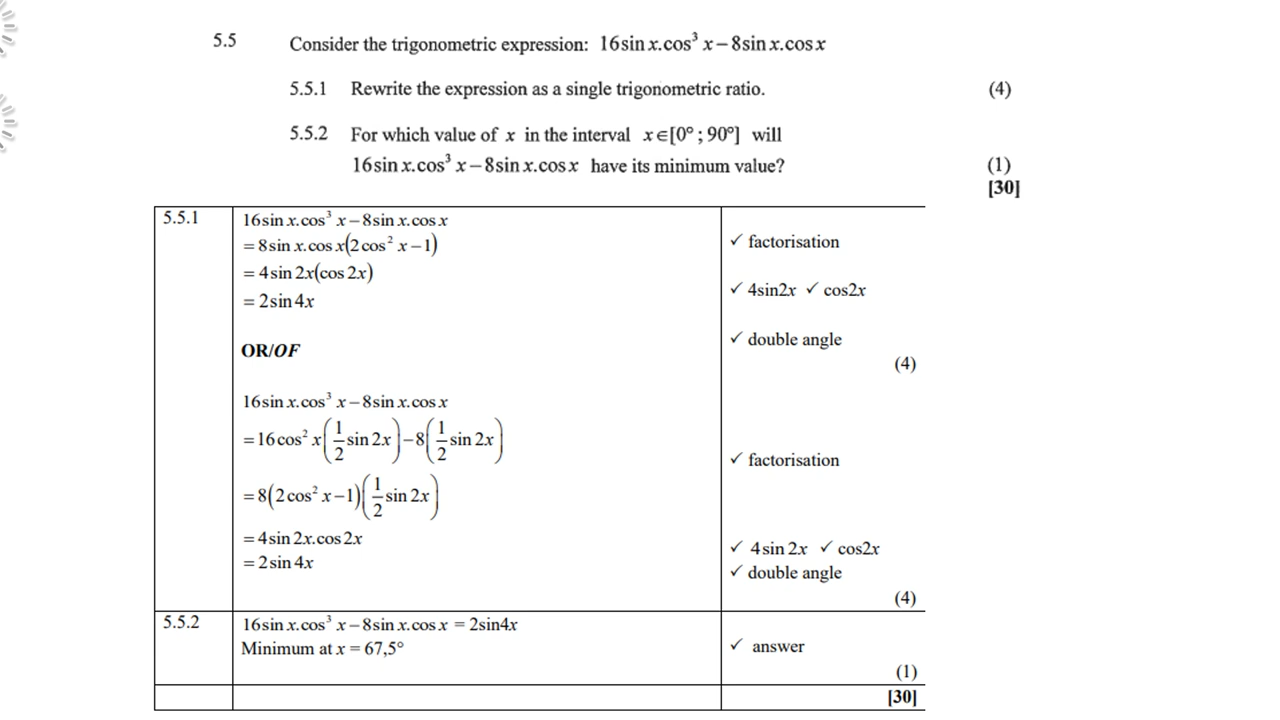 5.5 Consider the trigonometric expression: 16sin x.cos³ x − 8sin x.cos x
5.5.1 Rewrite the expression as a single trigonometric ratio. (4)
5.5.2 For which value of x in the interval x∈[0° ; 90°] will
16sin x.cos³ x − 8sin x.cos x have its minimum value? (1)
[30]
5.5.1 16sin x.cos³ x − 8sin x.cos x
= 8sin x.cos x(2cos² x − 1) ✓ factorisation
= 4sin 2x(cos 2x) ✓ 4sin2x ✓ cos2x
= 2sin 4x
OR/OF ✓ double angle
(4)
16sin x.cos³ x − 8sin x.cos x
= 16cos² x(1/2 sin 2x) − 8(1/2 sin 2x)
✓ factorisation
= 8(2cos² x − 1)(1/2 sin 2x)
= 4sin 2x.cos 2x ✓ 4sin 2x ✓ cos2x
= 2sin 4x ✓ double angle
(4)
5.5.2 16sin x.cos³ x − 8sin x.cos x = 2sin4x
Minimum at x = 67,5° ✓ answer
(1)
[30]